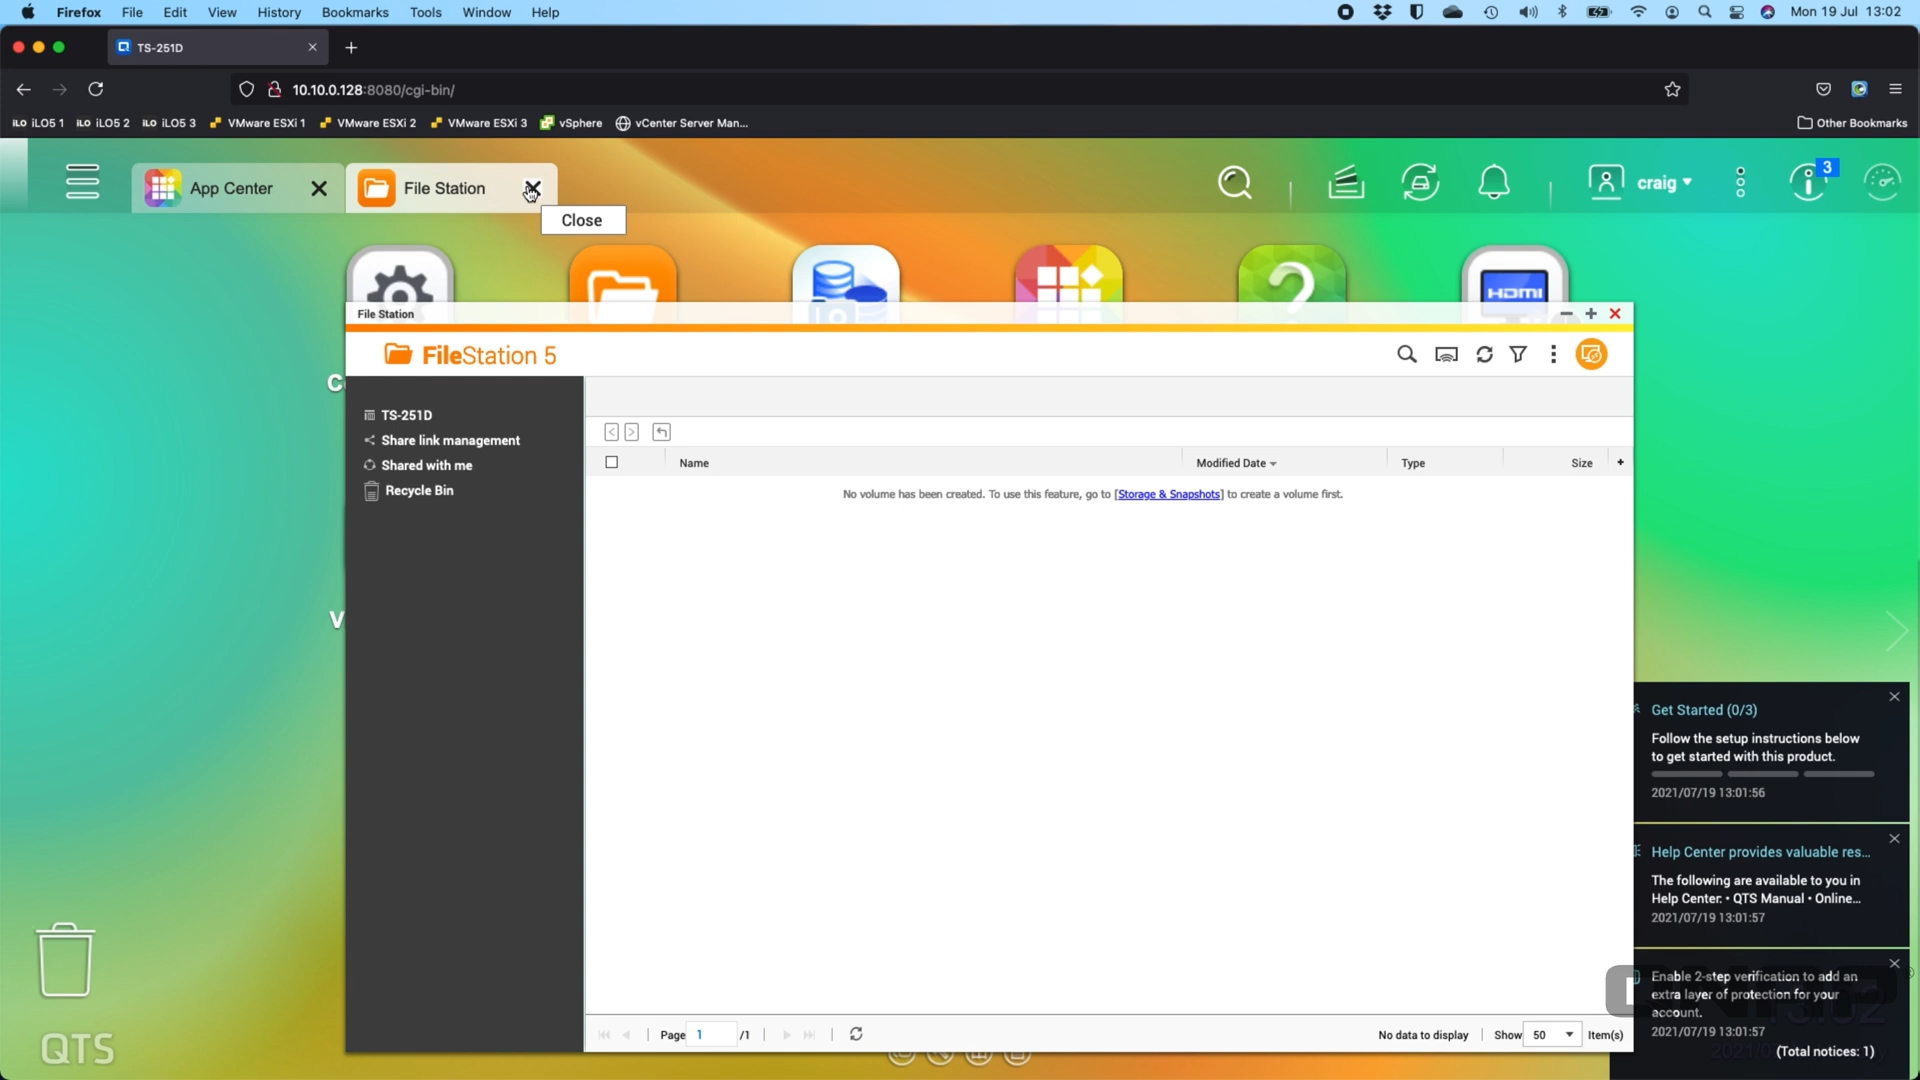 Firefox File Edit View History Bookmarks Tools Window Help Mon 19 Jul 13:02
TS-251D
10.10.0.128:8080/cgi-bin/
iLO iLO5 1 iLO iLO5 2 iLO iLO5 3 VMware ESXi 1 VMware ESXi 2 VMware ESXi 3 vSphere vCenter Server Man... Other Bookmarks
App Center File Station craig 3
Close
HDMI
File Station
FileStation 5
TS-251D
Share link management
Shared with me
Recycle Bin
Name Modified Date Type Size
No volume has been created. To use this feature, go to [Storage & Snapshots] to create a volume first.
Get Started (0/3)
Follow the setup instructions below
to get started with this product.
2021/07/19 13:01:56
Help Center provides valuable res...
The following are available to you in
Help Center: • QTS Manual • Online...
2021/07/19 13:01:57
Enable 2-step verification to add an
extra layer of protection for your
account.
2021/07/19 13:01:57
(Total notices: 1)
Page 1 /1 No data to display Show 50 Item(s)
QTS